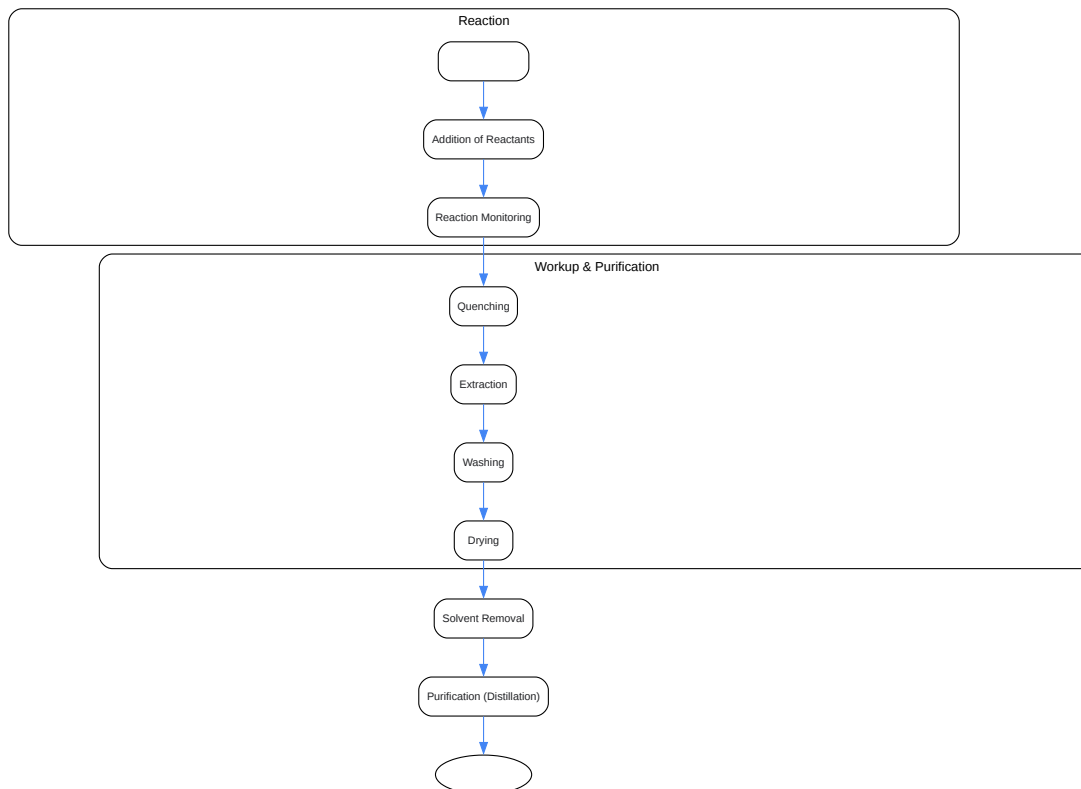 Reaction
Addition of Reactants
Reaction Monitoring
Workup & Purification
Quenching
Extraction
Washing
Drying
Solvent Removal
Purification (Distillation)